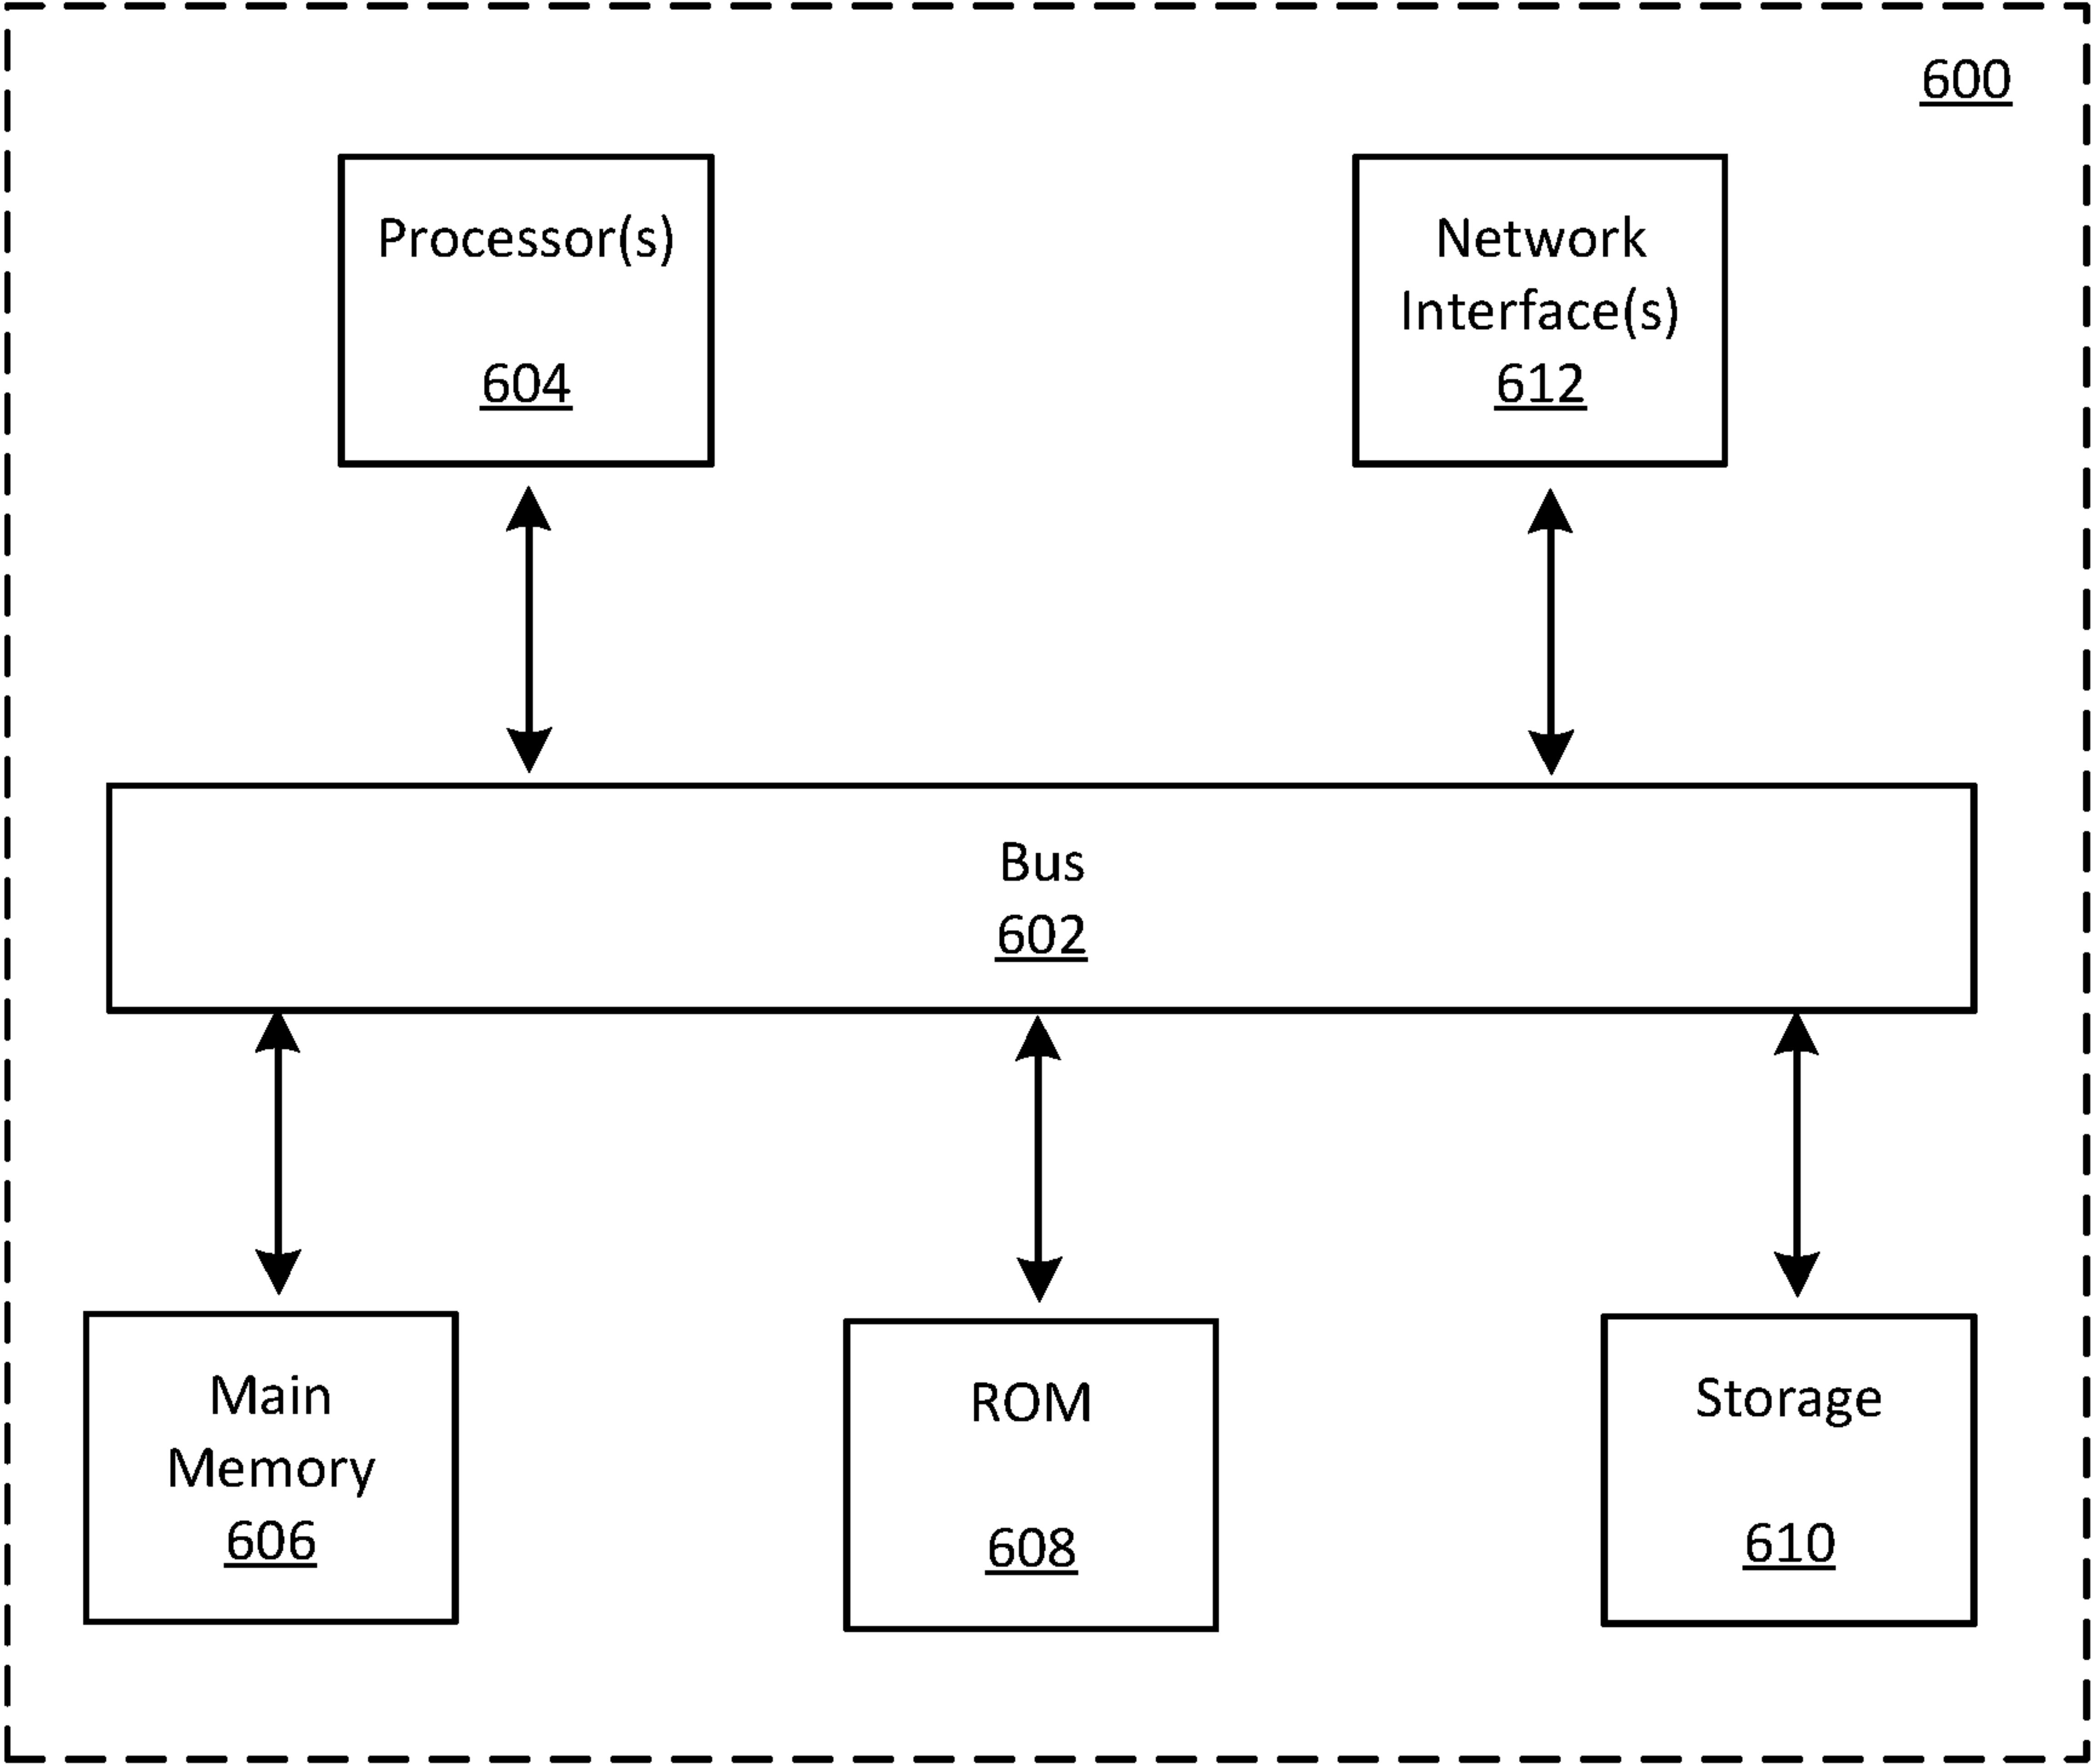 600
Processor(s)
604
Network
Interface(s)
612
Bus
602
Main
Memory
606
ROM
608
Storage
610